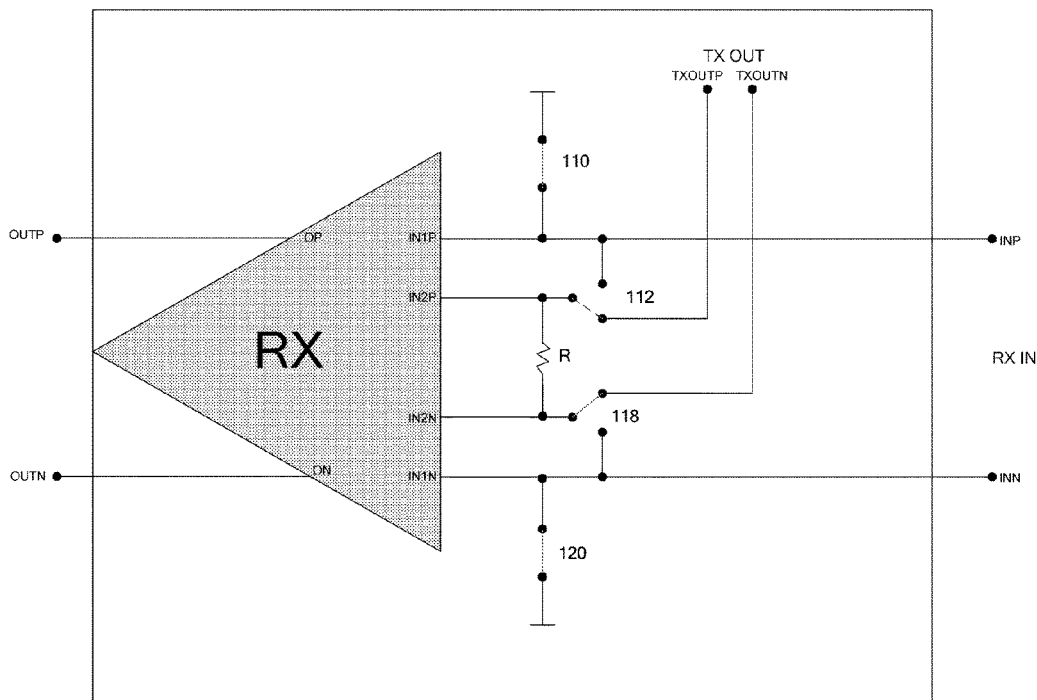 TX OUT
TXOUTP TXOUTN
110
OUTP
OP
IN1P
INP
IN2P
112
RX
R
RX IN
IN2N
118
OUTN
ON
IN1N
INN
120